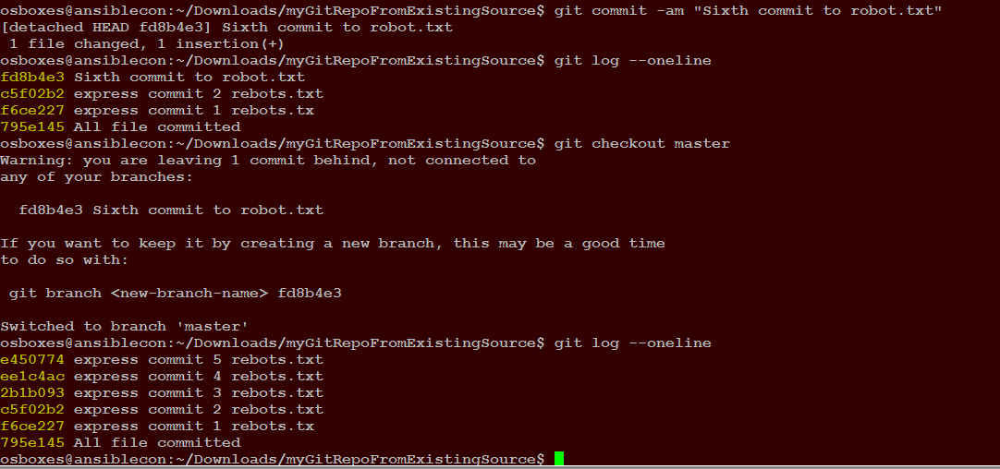 osboxes@ansiblecon:~/Downloads/myGitRepoFromExistingSource$ git commit -am "Sixth commit to robot.txt"
[detached HEAD fd8b4e3] Sixth commit to robot.txt
 1 file changed, 1 insertion(+)
osboxes@ansiblecon:~/Downloads/myGitRepoFromExistingSource$ git log --oneline
fd8b4e3 Sixth commit to robot.txt
c5f02b2 express commit 2 rebots.txt
f6ce227 express commit 1 rebots.tx
795e145 All file committed
osboxes@ansiblecon:~/Downloads/myGitRepoFromExistingSource$ git checkout master
Warning: you are leaving 1 commit behind, not connected to
any of your branches:

  fd8b4e3 Sixth commit to robot.txt

If you want to keep it by creating a new branch, this may be a good time
to do so with:

 git branch <new-branch-name> fd8b4e3

Switched to branch 'master'
osboxes@ansiblecon:~/Downloads/myGitRepoFromExistingSource$ git log --oneline
e450774 express commit 5 rebots.txt
ee1c4ac express commit 4 rebots.txt
2b1b093 express commit 3 rebots.txt
c5f02b2 express commit 2 rebots.txt
f6ce227 express commit 1 rebots.tx
795e145 All file committed
osboxes@ansiblecon:~/Downloads/myGitRepoFromExistingSource$